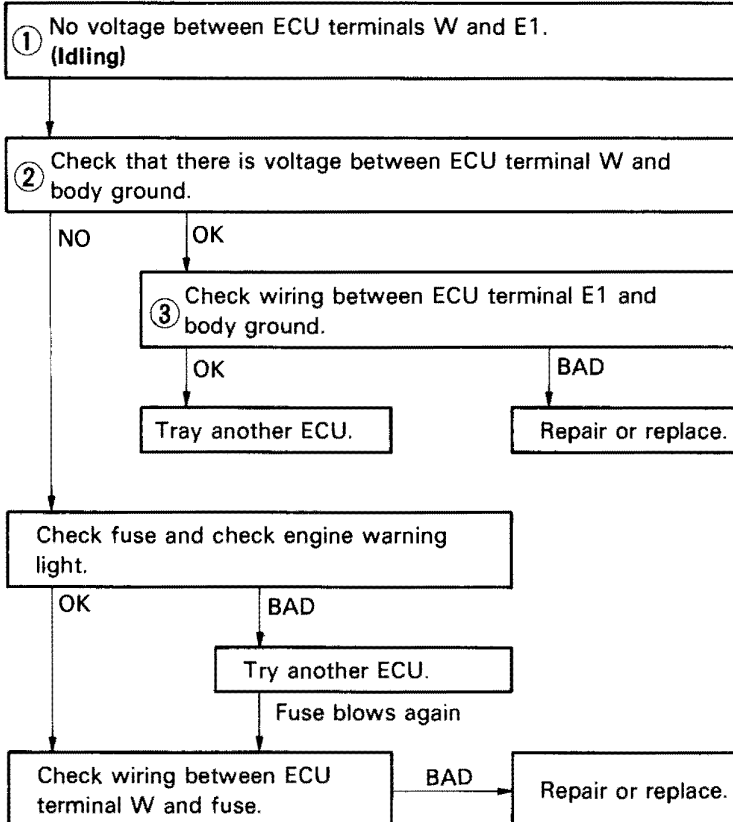 ① No voltage between ECU terminals W and E1.
(Idling)
② Check that there is voltage between ECU terminal W and
body ground.
NO
OK
③ Check wiring between ECU terminal E1 and
body ground.
OK
BAD
Tray another ECU.
Repair or replace.
Check fuse and check engine warning
light.
OK
BAD
Try another ECU.
Fuse blows again
Check wiring between ECU
terminal W and fuse.
BAD
Repair or replace.